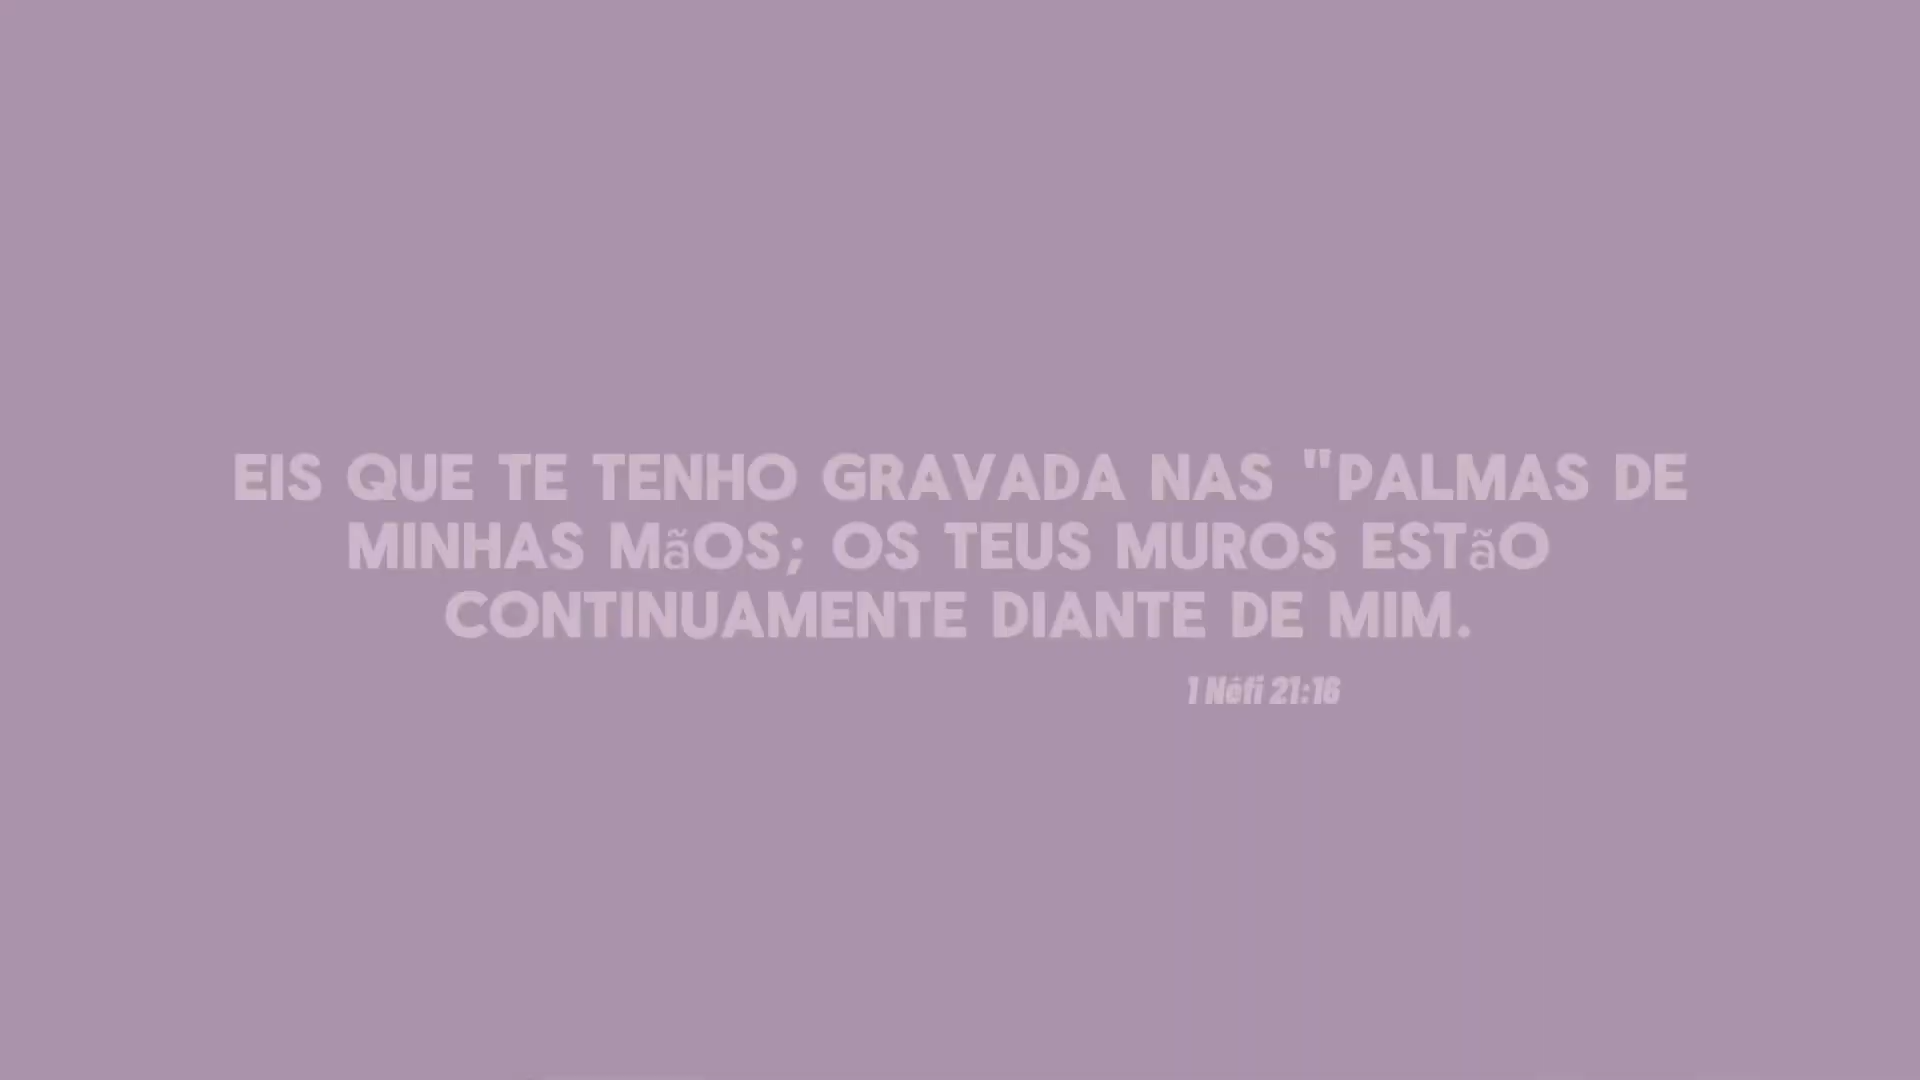 EIS QUE TE TENHO GRAVADA NAS "PALMAS DE
MINHAS MãOS; OS TEUS MUROS ESTãO
CONTINUAMENTE DIANTE DE MIM.
1 Néfi 21:16